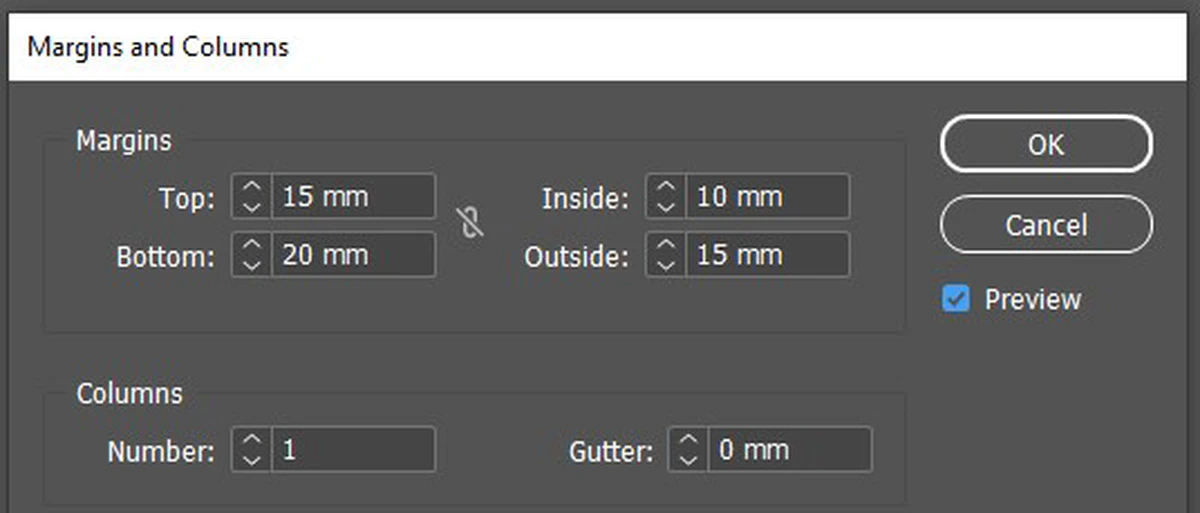 Margins and Columns
Margins
OK
Top: 15 mm Inside: 10 mm
Cancel
Bottom: 20 mm Outside: 15 mm
Preview
Columns
Number: 1 Gutter: 0 mm